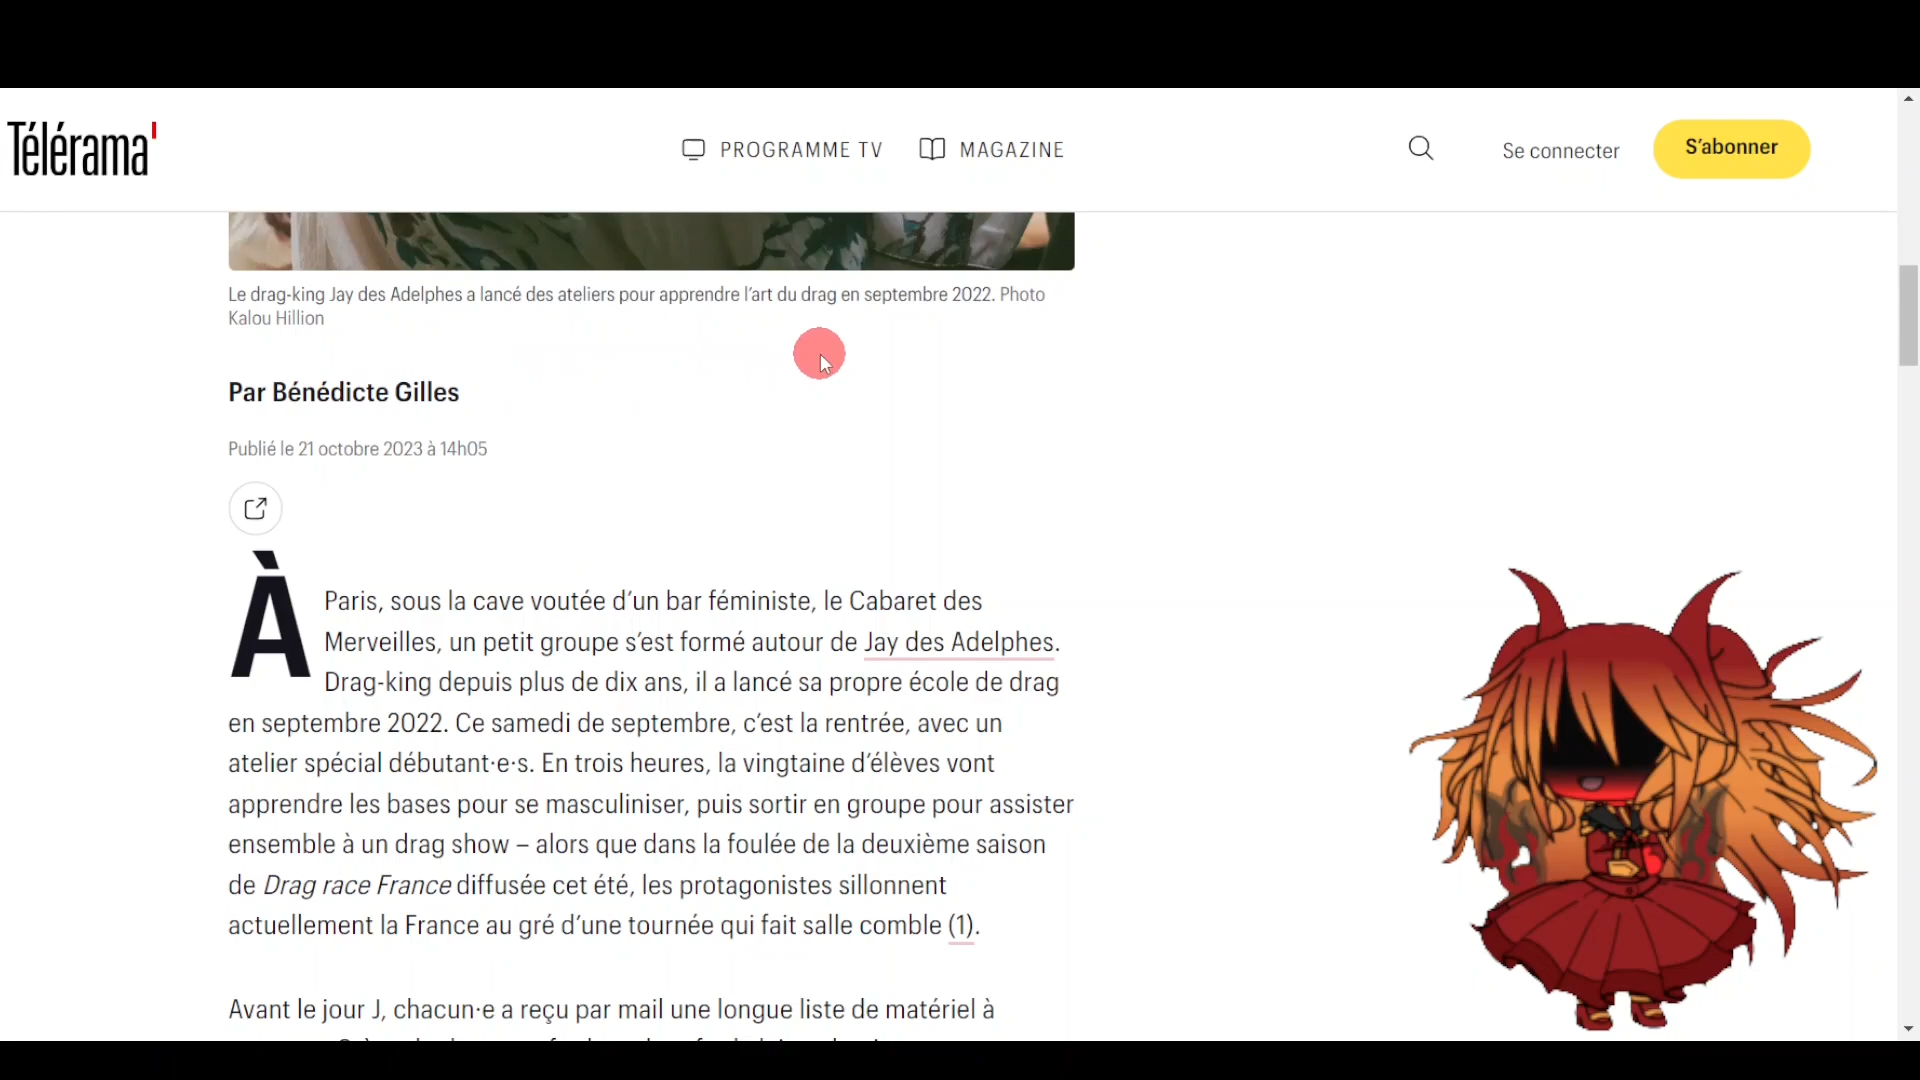 Télérama'
PROGRAMME TV
MAGAZINE
Se connecter
S'abonner
Le drag-king Jay des Adelphes a lancé des ateliers pour apprendre l'art du drag en septembre 2022. Photo
Kalou Hillion
Par Bénédicte Gilles
Publié le 21 octobre 2023 à 14h05
À Paris, sous la cave voutée d'un bar féministe, le Cabaret des
Merveilles, un petit groupe s'est formé autour de Jay des Adelphes.
Drag-king depuis plus de dix ans, il a lancé sa propre école de drag
en septembre 2022. Ce samedi de septembre, c'est la rentrée, avec un
atelier spécial débutant·e·s. En trois heures, la vingtaine d'élèves vont
apprendre les bases pour se masculiniser, puis sortir en groupe pour assister
ensemble à un drag show – alors que dans la foulée de la deuxième saison
de Drag race France diffusée cet été, les protagonistes sillonnent
actuellement la France au gré d'une tournée qui fait salle comble (1).
Avant le jour J, chacun·e a reçu par mail une longue liste de matériel à